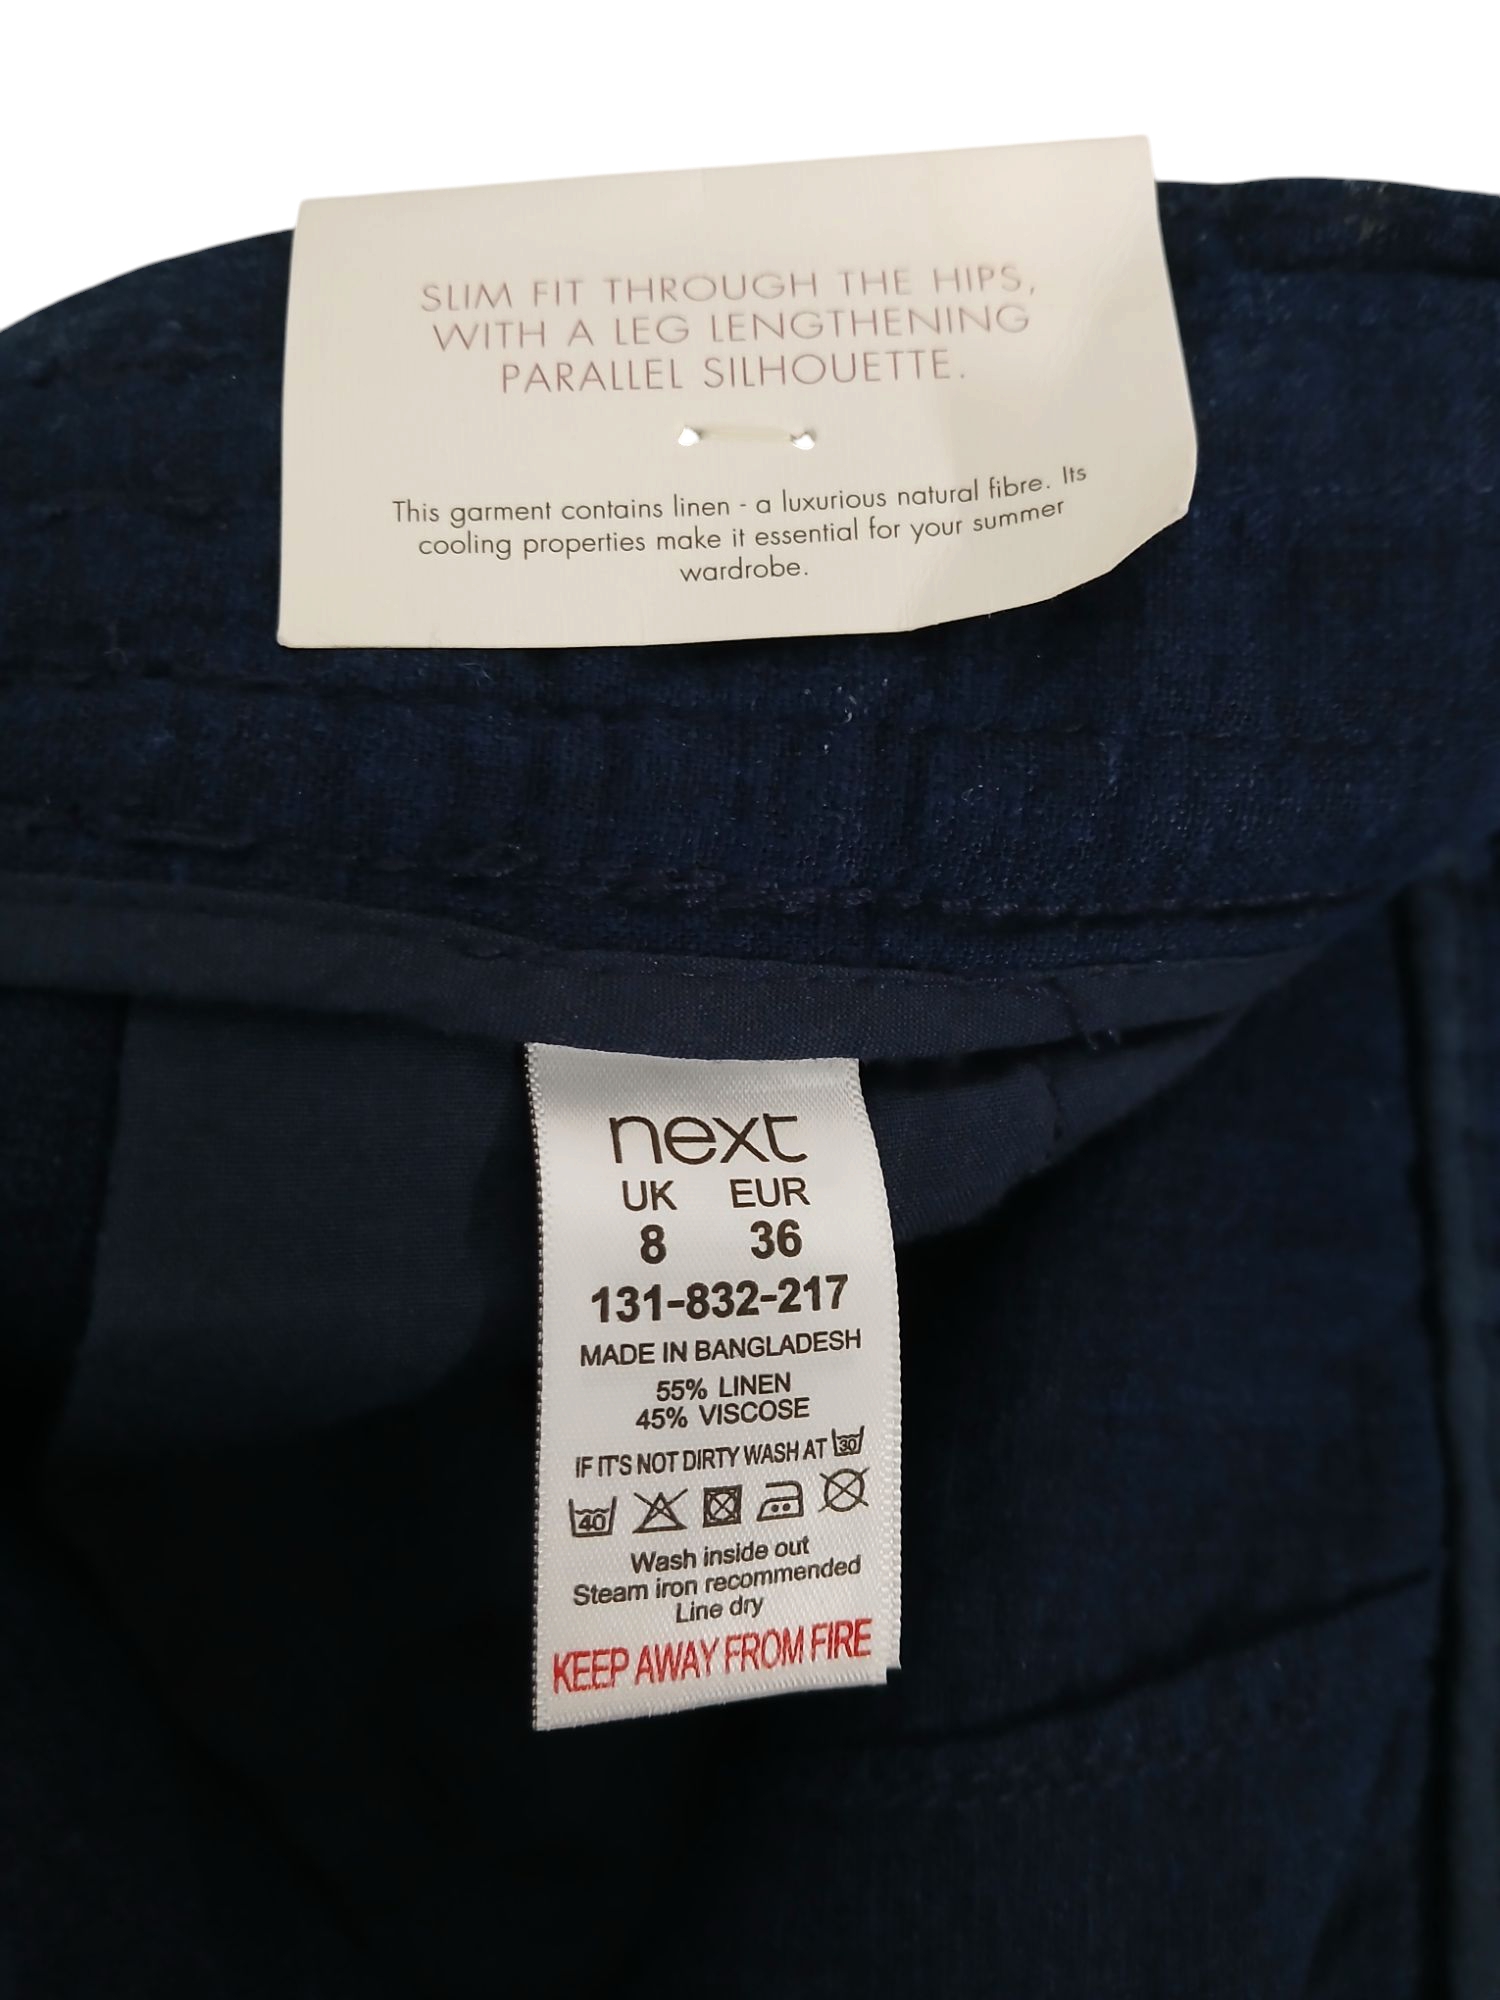 SLIM FIT THROUGH THE HIPS,
WITH A LEG LENGTHENING
PARALLEL SILHOUETTE.
This garment contains linen - a luxurious natural fibre. Its
cooling properties make it essential for your summer
wardrobe.
next
UK EUR
8 36
131-832-217
MADE IN BANGLADESH
55% LINEN
45% VISCOSE
IF IT'S NOT DIRTY WASH AT 30
40
Wash inside out
Steam iron recommended
Line dry
KEEP AWAY FROM FIRE